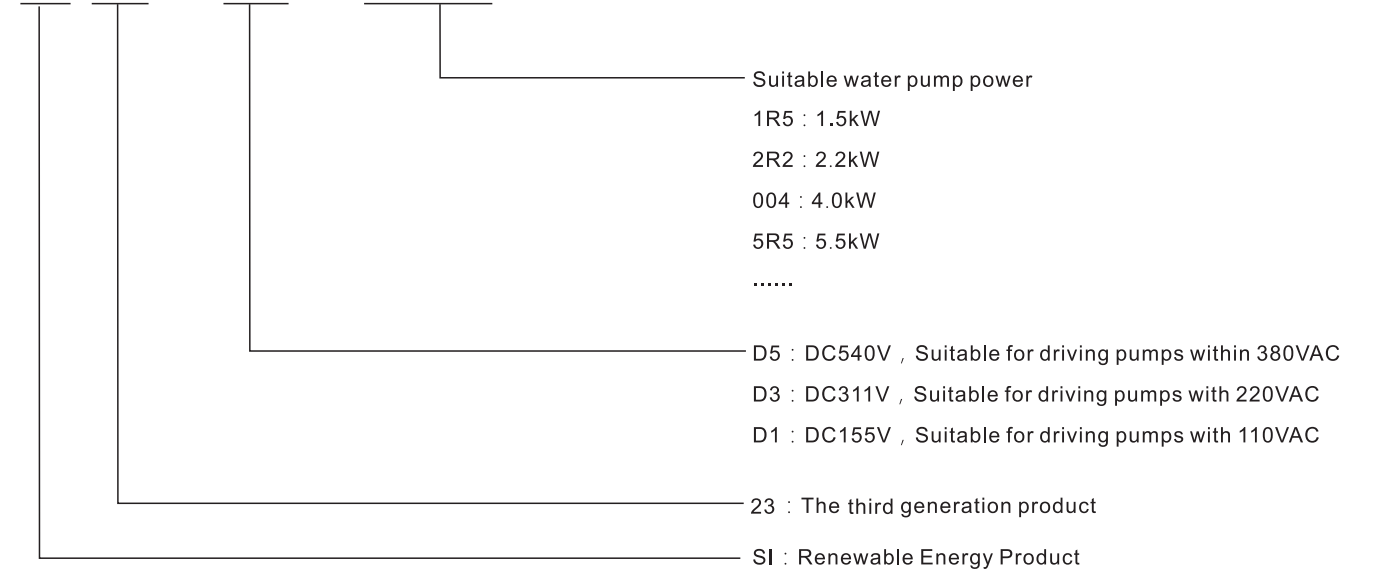 Suitable water pump power
1R5 : 1.5kW
2R2 : 2.2kW
004 : 4.0kW
5R5 : 5.5kW
......
D5 : DC540V , Suitable for driving pumps within 380VAC
D3 : DC311V , Suitable for driving pumps with 220VAC
D1 : DC155V , Suitable for driving pumps with 110VAC
23 : The third generation product
SI : Renewable Energy Product